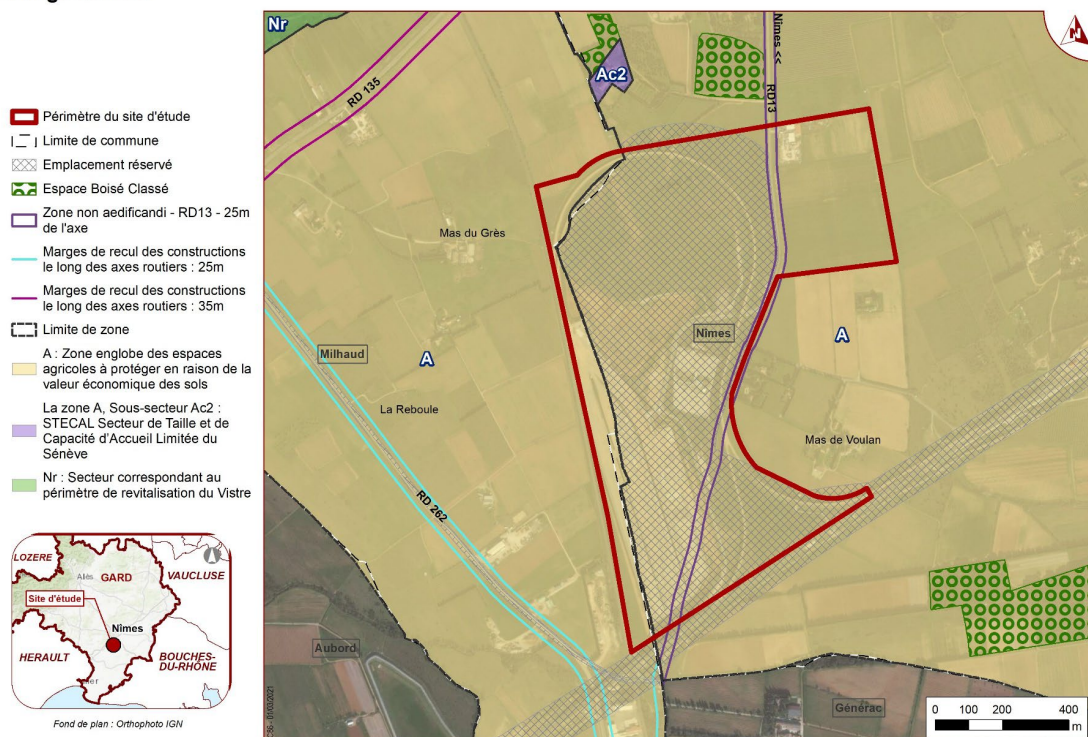 Nr
RD 135
Ac2
Nîmes <<
RD13
Périmètre du site d'étude
Limite de commune
Emplacement réservé
Espace Boisé Classé
Zone non aedificandi - RD13 - 25m
de l'axe
Marges de recul des constructions
le long des axes routiers : 25m
Marges de recul des constructions
le long des axes routiers : 35m
Limite de zone
A : Zone englobe des espaces
agricoles à protéger en raison de la
valeur économique des sols
La zone A, Sous-secteur Ac2 :
STECAL Secteur de Taille et de
Capacité d'Accueil Limitée du
Sénève
Nr : Secteur correspondant au
périmètre de revitalisation du Vistre
Mas du Grès
Nîmes
A
Milhaud
A
La Reboule
Mas de Voulan
RD 262
Aubord
Générac
LOZERE
Alès
GARD
VAUCLUSE
Site d'étude
Nîmes
HERAULT
BOUCHES-
DU-RHÔNE
Fond de plan : Orthophoto IGN
0 100 200 400
m